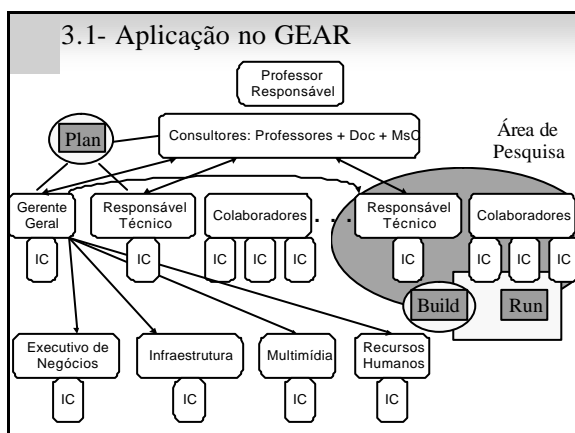 3.1- Aplicação no GEAR
Professor
Responsável
Plan
Consultores: Professores + Doc + MsC
Área de
Pesquisa
Gerente
Geral
Responsável
Técnico
Colaboradores
. . .
Responsável
Técnico
Colaboradores
IC
IC
IC
IC
IC
IC
IC
IC
IC
Build
Run
Executivo de
Negócios
Infraestrutura
Multimídia
Recursos
Humanos
IC
IC
IC
IC